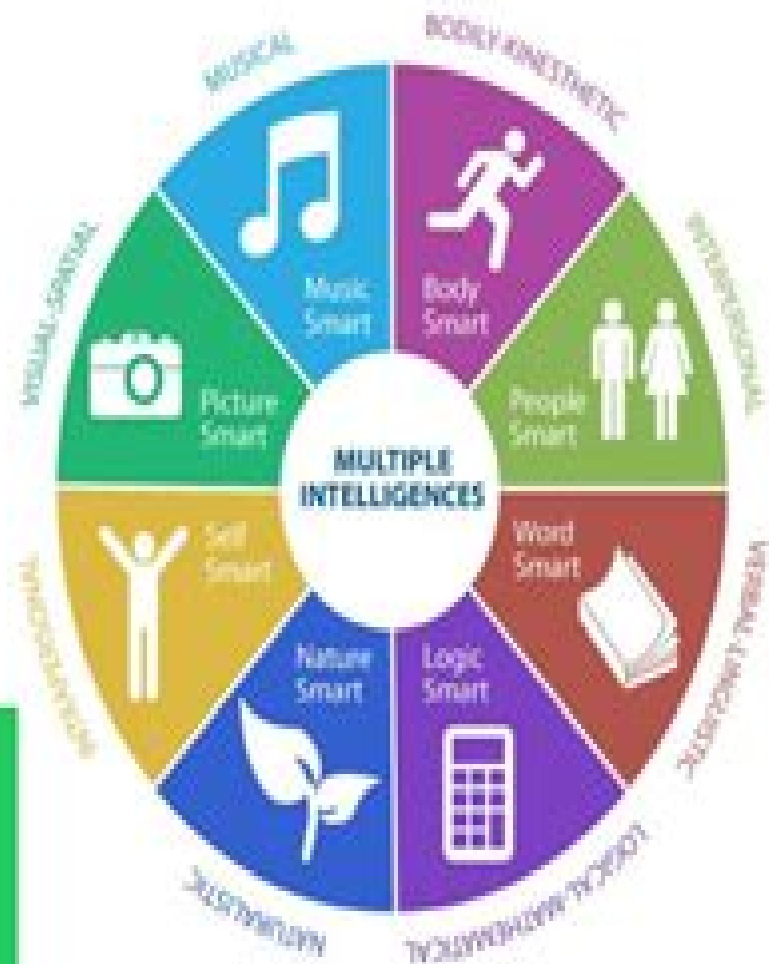 MUSICAL
BODILY-KINESTHETIC
Music
Smart
Body
Smart
VISUAL-SPATIAL
INTERPERSONAL
Picture
Smart
People
Smart
MULTIPLE
INTELLIGENCES
Self
Smart
Word
Smart
INTRAPERSONAL
VERBAL-LINGUISTIC
Nature
Smart
Logic
Smart
NATURALISTIC
LOGICAL-MATHEMATICAL